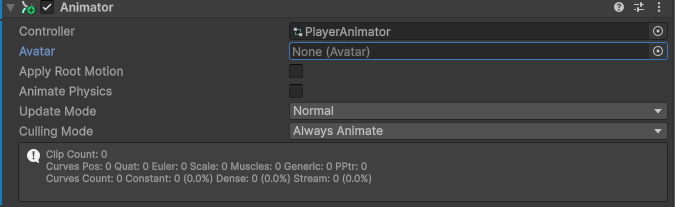 Animator
Controller PlayerAnimator
Avatar None (Avatar)
Apply Root Motion
Animate Physics
Update Mode Normal
Culling Mode Always Animate
Clip Count: 0
Curves Pos: 0 Quat: 0 Euler: 0 Scale: 0 Muscles: 0 Generic: 0 PPtr: 0
Curves Count: 0 Constant: 0 (0.0%) Dense: 0 (0.0%) Stream: 0 (0.0%)